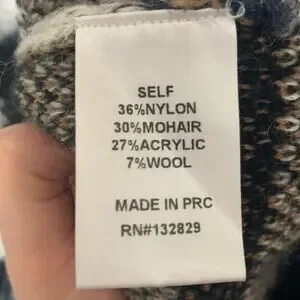 SELF
36%NYLON
30%MOHAIR
27%ACRYLIC
7%WOOL
MADE IN PRC
RN#132829